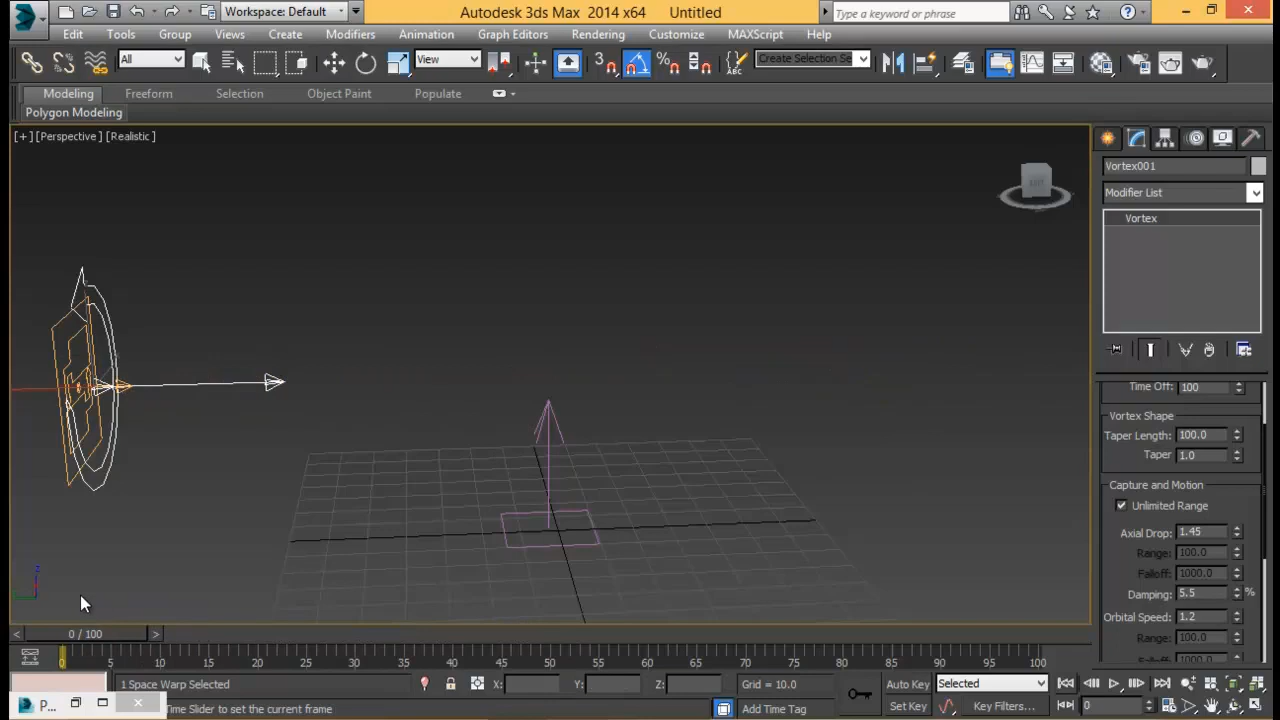 Workspace: Default
Autodesk 3ds Max 2014 x64 Untitled
Type a keyword or phrase
Edit Tools Group Views Create Modifiers Animation Graph Editors Rendering Customize MAXScript Help
All
View
3
Create Selection Se
Modeling Freeform Selection Object Paint Populate
Polygon Modeling
[+] [Perspective] [Realistic]
Vortex001
Modifier List
Vortex
Time Off: 100
Vortex Shape
Taper Length: 100.0
Taper 1.0
Capture and Motion
Unlimited Range
Axial Drop: 1.45
Range: 100.0
Falloff: 1000.0
Damping: 5.5 %
Orbital Speed: 1.2
Range: 100.0
z
< 0 / 100 >
0 5 10 15 20 25 30 35 40 45 50 55 60 65 70 75 80 85 90 95 100
1 Space Warp Selected
X: Y: Z: Grid = 10.0
Auto Key Selected
P...
Time Slider to set the current frame
Add Time Tag
Set Key Key Filters... 0